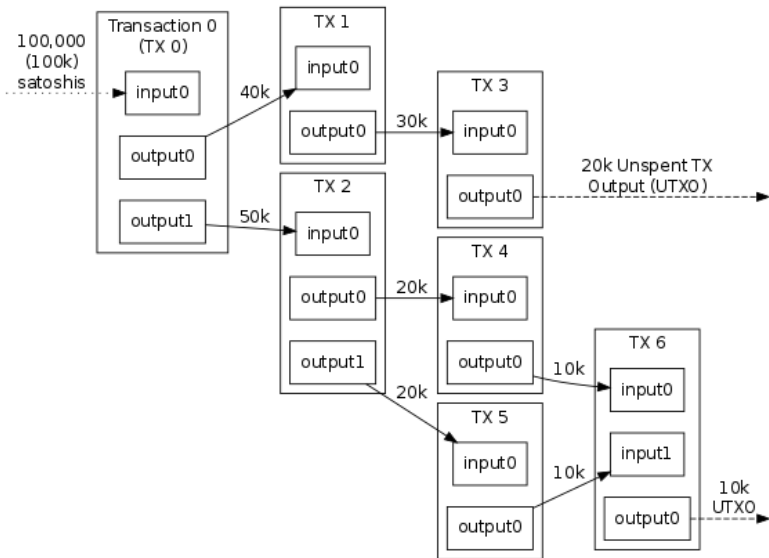 100,000
(100k)
satoshis
Transaction 0
(TX 0)
input0
output0
output1
40k
50k
TX 1
input0
output0
30k
TX 2
input0
output0
output1
20k
20k
TX 3
input0
output0
20k Unspent TX
Output (UTXO)
TX 4
input0
output0
10k
TX 5
input0
output0
10k
TX 6
input0
input1
output0
10k
UTXO